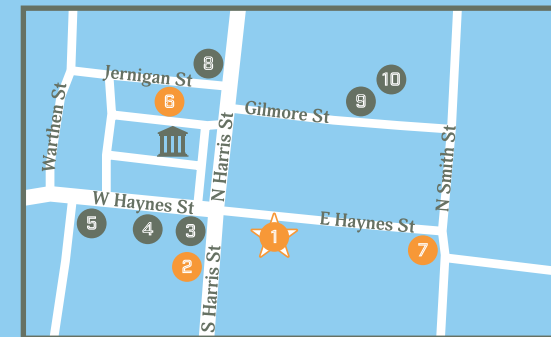 8
Jernigan St
10
6
9
Gilmore St
Warthen St
N Harris St
N Smith St
W Haynes St
E Haynes St
5
4
3
1
7
2
S Harris St